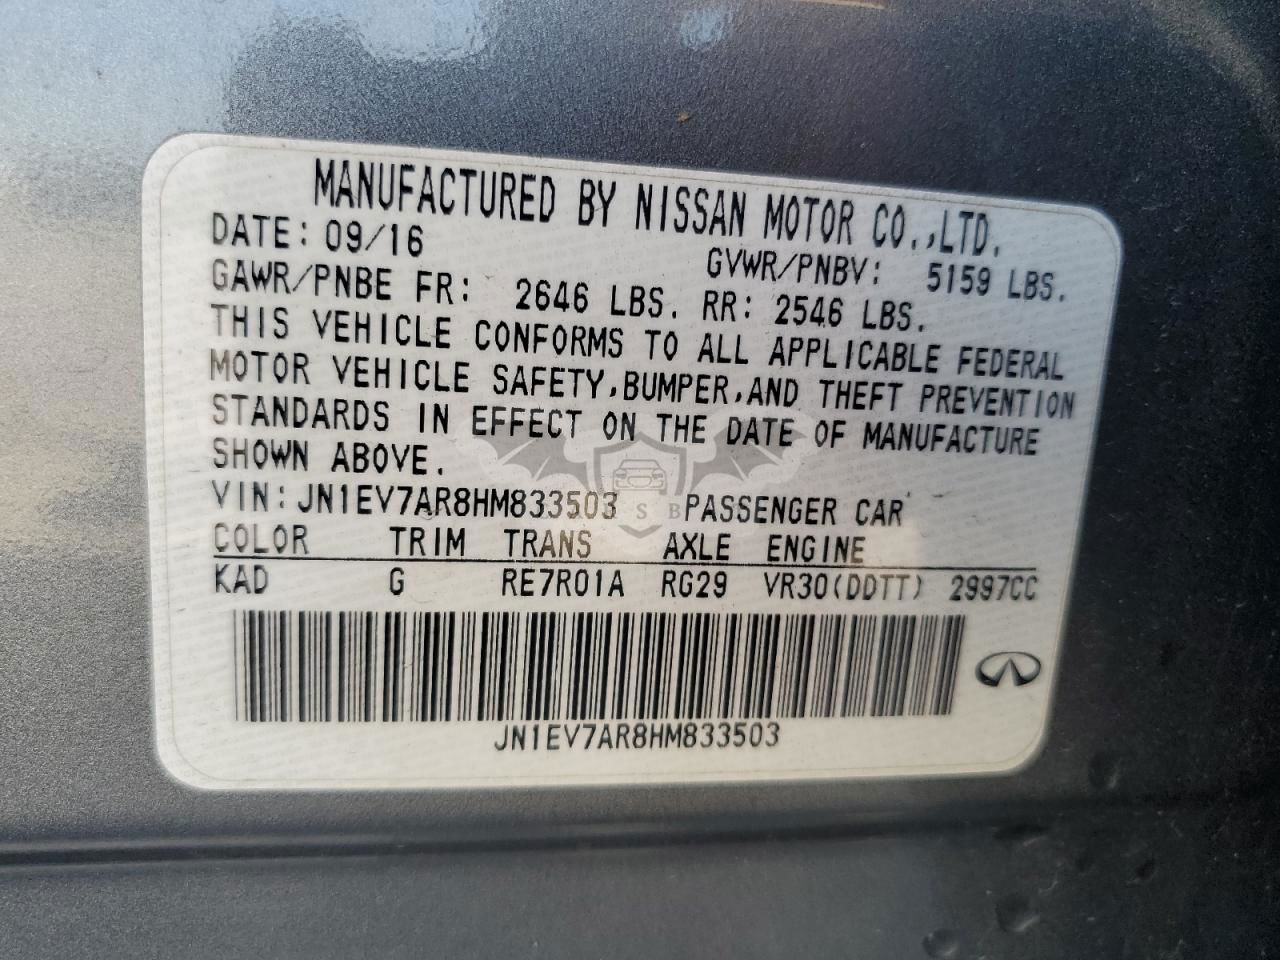 MANUFACTURED BY NISSAN MOTOR CO.,LTD.
DATE: 09/16 GVWR/PNBV: 5159 LBS.
GAWR/PNBE FR: 2646 LBS. RR: 2546 LBS.
THIS VEHICLE CONFORMS TO ALL APPLICABLE FEDERAL
MOTOR VEHICLE SAFETY,BUMPER,AND THEFT PREVENTION
STANDARDS IN EFFECT ON THE DATE OF MANUFACTURE
SHOWN ABOVE.
VIN: JN1EV7AR8HM833503 PASSENGER CAR
S B
COLOR TRIM TRANS AXLE ENGINE
KAD G RE7R01A RG29 VR30(DDTT) 2997CC
JN1EV7AR8HM833503